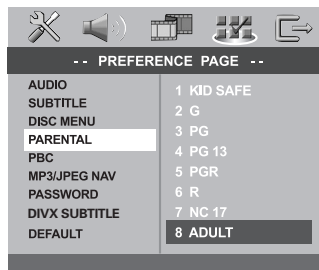 -- PREFERENCE PAGE --
AUDIO
SUBTITLE
DISC MENU
PARENTAL
PBC
MP3/JPEG NAV
PASSWORD
DIVX SUBTITLE
DEFAULT
1 KID SAFE
2 G
3 PG
4 PG 13
5 PGR
6 R
7 NC 17
8 ADULT